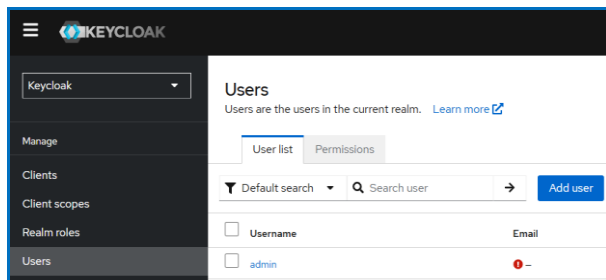 KEYCLOAK
Keycloak
Manage
Clients
Client scopes
Realm roles
Users
Users
Users are the users in the current realm. Learn more
User list Permissions
Default search Search user Add user
Username Email
admin –